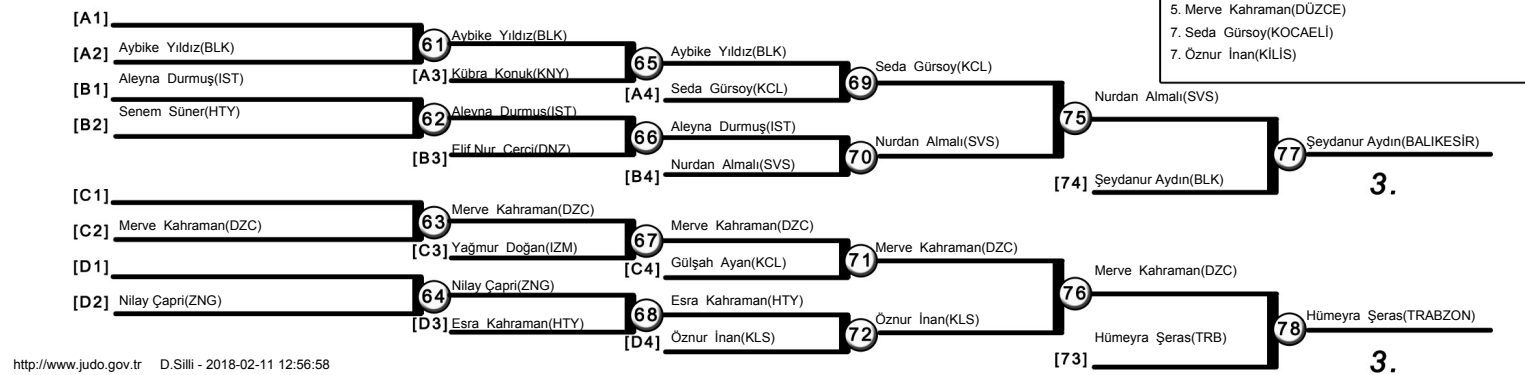 5. Merve Kahraman(DÜZCE)
7. Seda Gürsoy(KOCAELİ)
7. Öznur İnan(KİLİS)
[A1]
[A2] Aybike Yıldız(BLK)
61 Aybike Yıldız(BLK)
[A3] Kübra Konuk(KNY)
65 Aybike Yıldız(BLK)
[A4] Seda Gürsoy(KCL)
69 Seda Gürsoy(KCL)
[B1] Aleyna Durmuş(IST)
[B2] Senem Süner(HTY)
62 Aleyna Durmuş(IST)
[B3] Elif Nur Çerçi(DNZ)
66 Aleyna Durmuş(IST)
[B4] Nurdan Almalı(SVS)
70 Nurdan Almalı(SVS)
75 Nurdan Almalı(SVS)
[74] Şeydanur Aydın(BLK)
77 Şeydanur Aydın(BALIKESİR)
3.
[C1]
[C2] Merve Kahraman(DZC)
63 Merve Kahraman(DZC)
[C3] Yağmur Doğan(IZM)
67 Merve Kahraman(DZC)
[C4] Gülşah Ayan(KCL)
71 Merve Kahraman(DZC)
[D1]
[D2] Nilay Çapri(ZNG)
64 Nilay Çapri(ZNG)
[D3] Esra Kahraman(HTY)
68 Esra Kahraman(HTY)
[D4] Öznur İnan(KLS)
72 Öznur İnan(KLS)
76 Merve Kahraman(DZC)
[73] Hümeyra Şeras(TRB)
78 Hümeyra Şeras(TRABZON)
3.
http://www.judo.gov.tr D.Silli - 2018-02-11 12:56:58